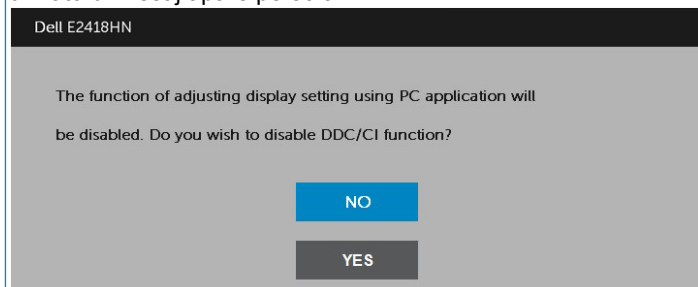 Dell E2418HN
The function of adjusting display setting using PC application will
be disabled. Do you wish to disable DDC/CI function?
NO
YES